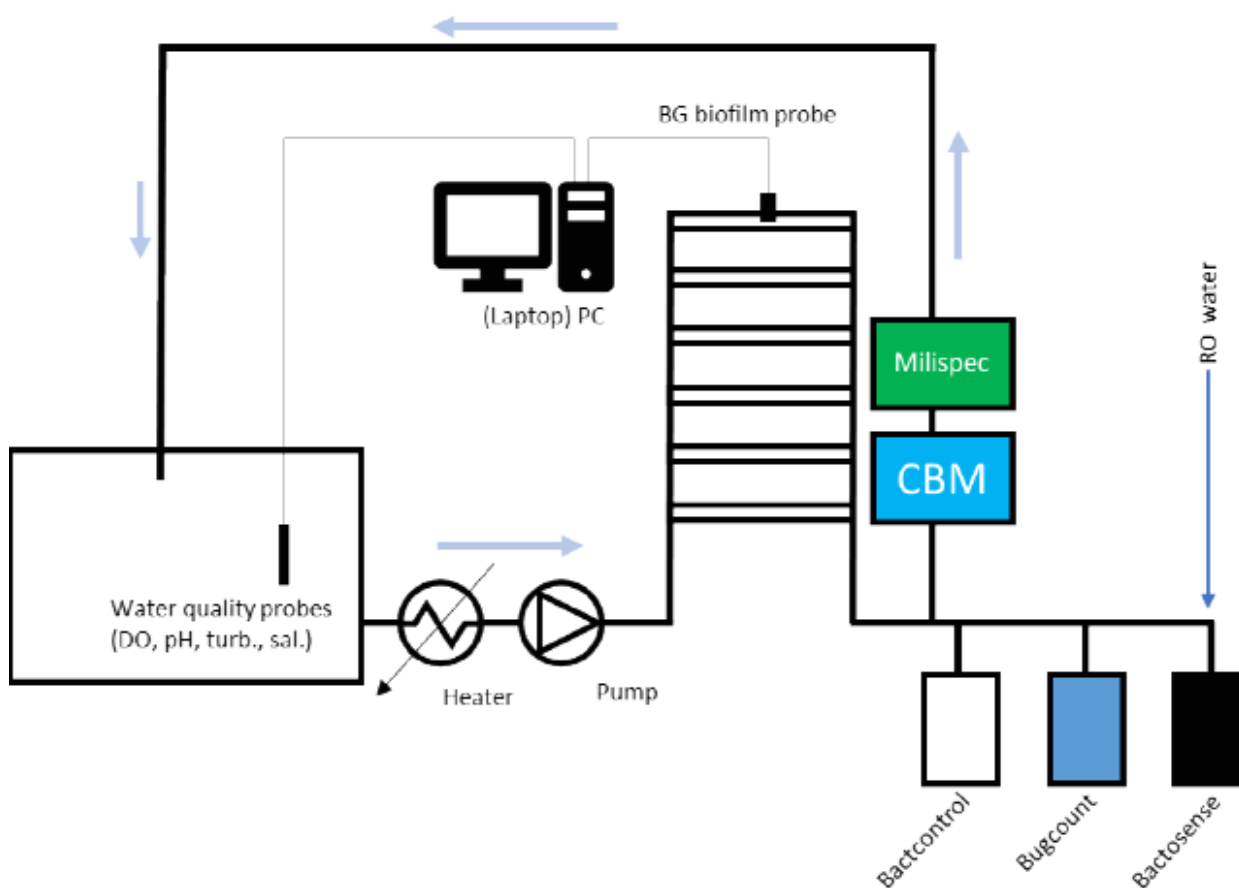 BG biofilm probe
(Laptop) PC
Milispec
CBM
RO water
Water quality probes
(DO, pH, turb., sal.)
Heater
Pump
Bactcontrol
Bugcount
Bactosense